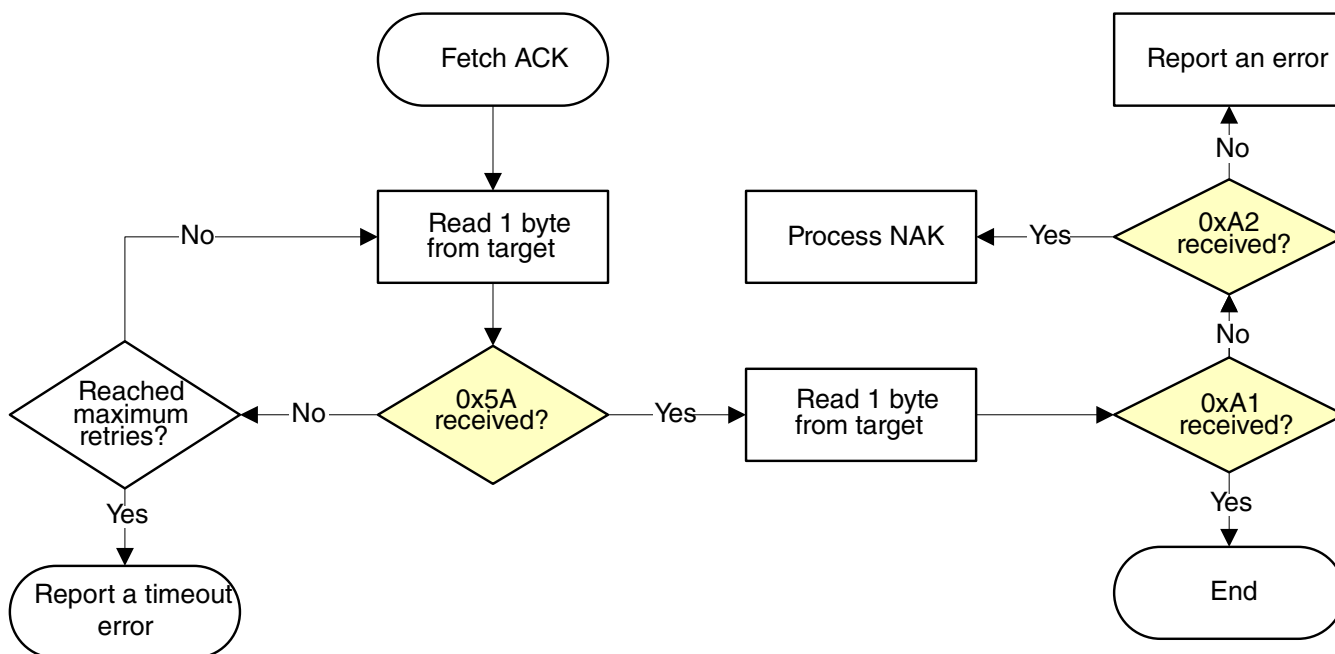 Fetch ACK
Report an error
No
Read 1 byte
from target
No
Process NAK
Yes
0xA2
received?
No
Reached
maximum
retries?
No
0x5A
received?
Yes
Read 1 byte
from target
0xA1
received?
Yes
Yes
Report a timeout
error
End